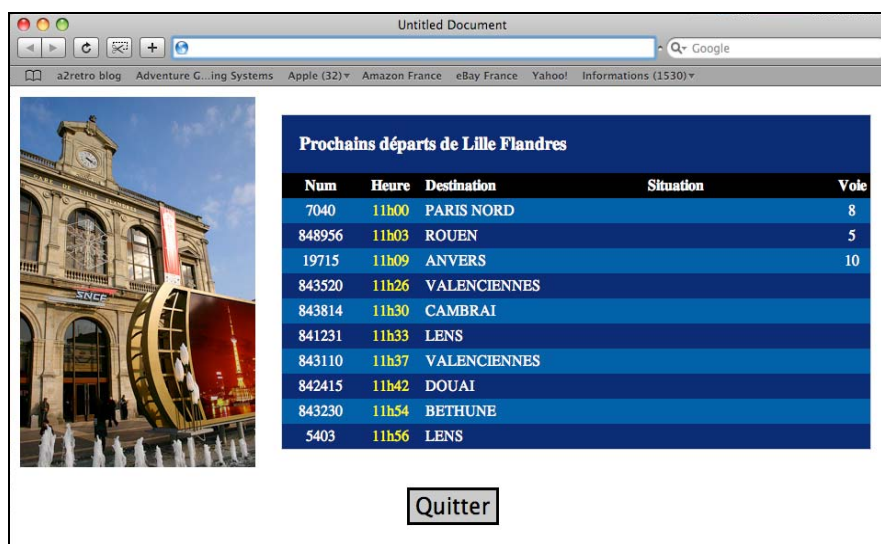 Untitled Document
Google
a2retro blog Adventure G...ing Systems Apple (32) Amazon France eBay France Yahoo! Informations (1530)
GARE DE LILLE FLANDRES
SNCF
Prochains départs de Lille Flandres
Num Heure Destination Situation Voie
7040 11h00 PARIS NORD 8
848956 11h03 ROUEN 5
19715 11h09 ANVERS 10
843520 11h26 VALENCIENNES
843814 11h30 CAMBRAI
841231 11h33 LENS
843110 11h37 VALENCIENNES
842415 11h42 DOUAI
843230 11h54 BETHUNE
5403 11h56 LENS
Quitter